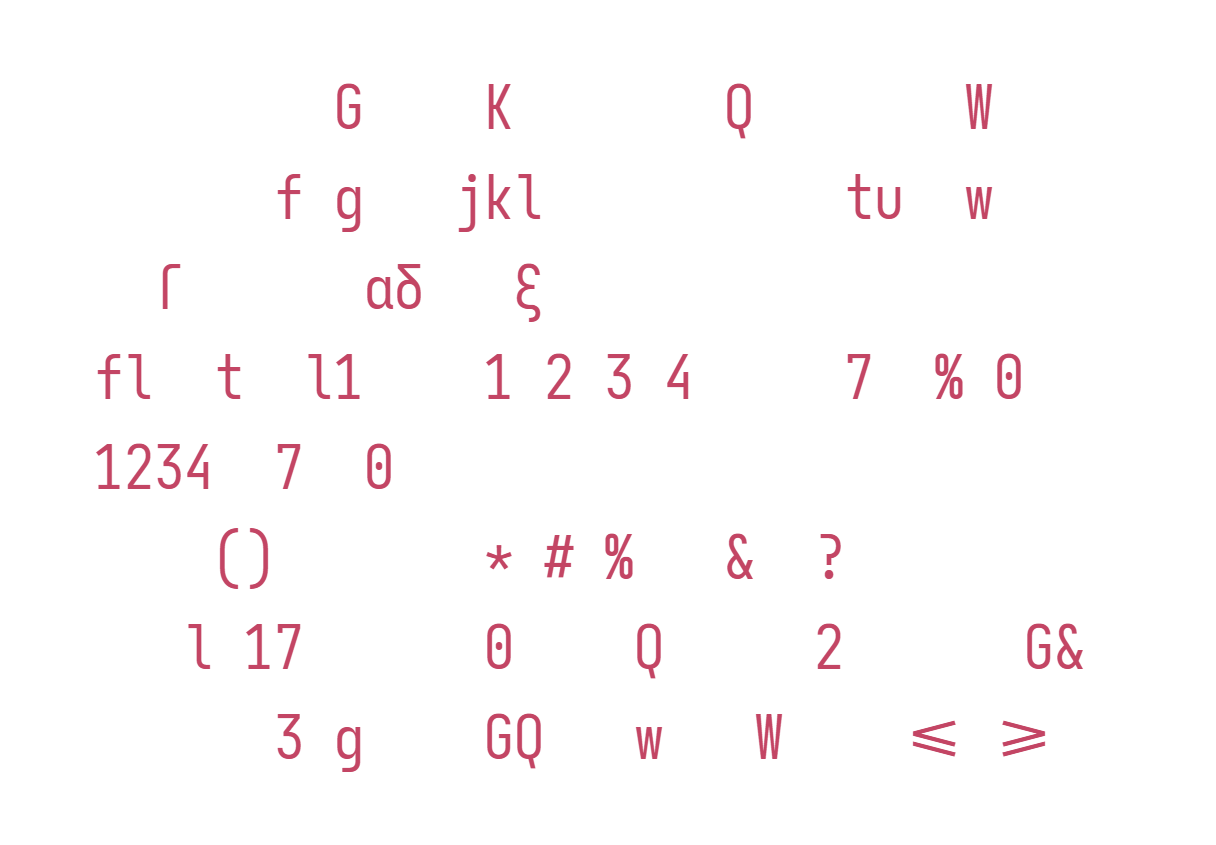 G K Q W
f g jkl tu w
ſ αδ ξ
fl t l1 1 2 3 4 7 % 0
1234 7 0
() * # % & ?
l 17 0 Q 2 G&
3 g GQ w W ⩽ ⩾